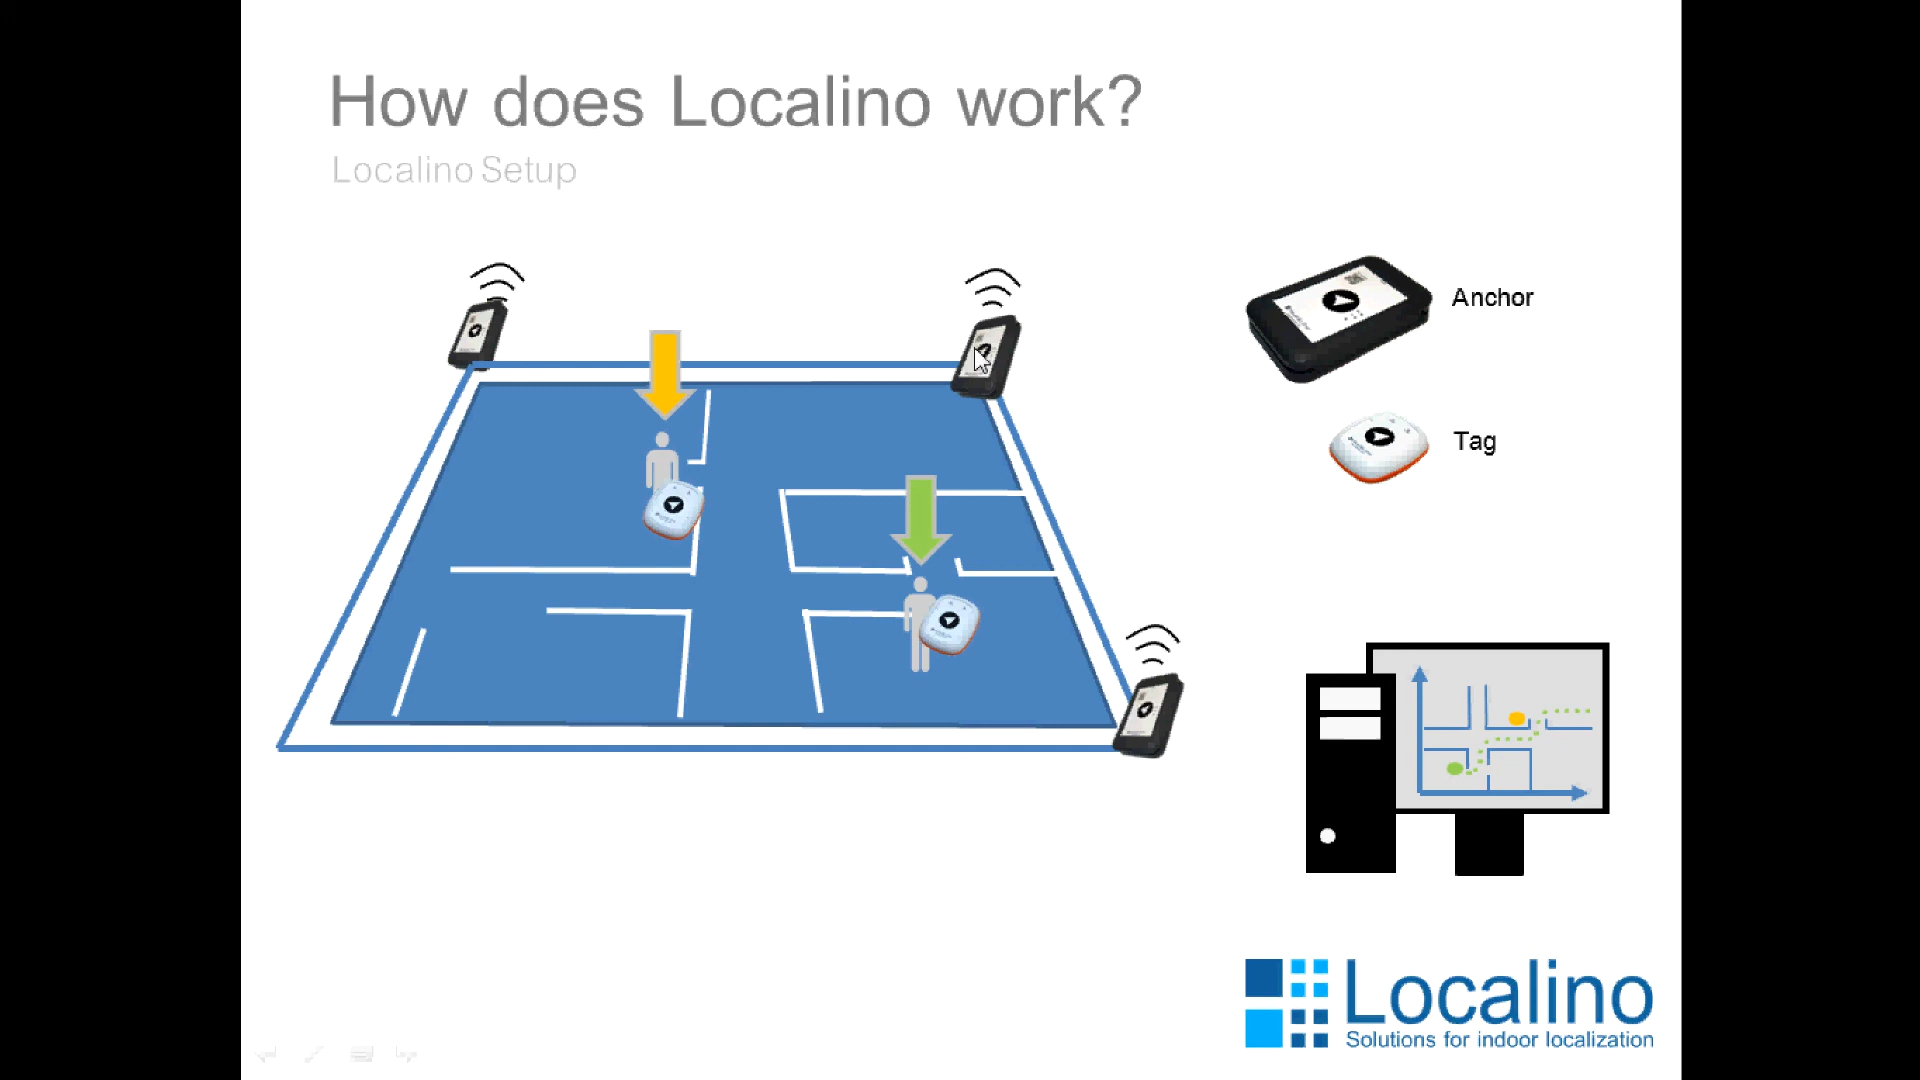 How does Localino work?
Localino Setup
Anchor
Tag
Localino
Solutions for indoor localization